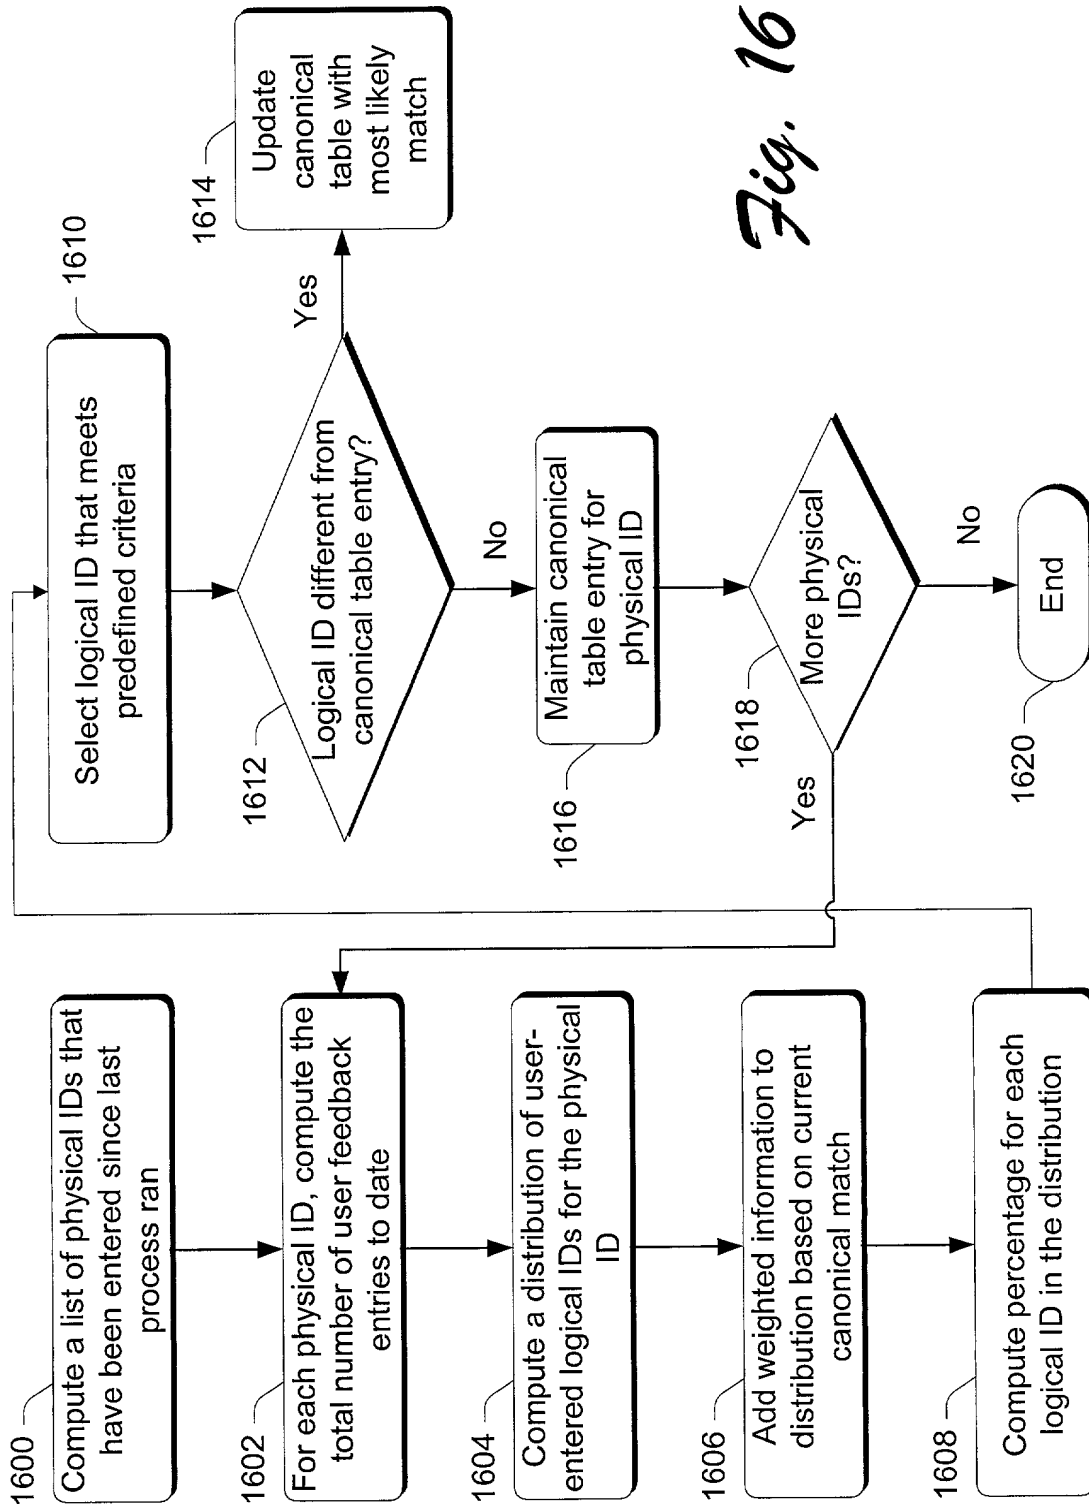 1600
Compute a list of physical IDs that
have been entered since last
process ran
1602
For each physical ID, compute the
total number of user feedback
entries to date
1604
Compute a distribution of user-
entered logical IDs for the physical
ID
1606
Add weighted information to
distribution based on current
canonical match
1608
Compute percentage for each
logical ID in the distribution
1610
Select logical ID that meets
predefined criteria
1612
Logical ID different from
canonical table entry?
Yes
1614
Update
canonical
table with
most likely
match
No
1616
Maintain canonical
table entry for
physical ID
1618
More physical
IDs?
Yes
No
1620
End
Fig. 16